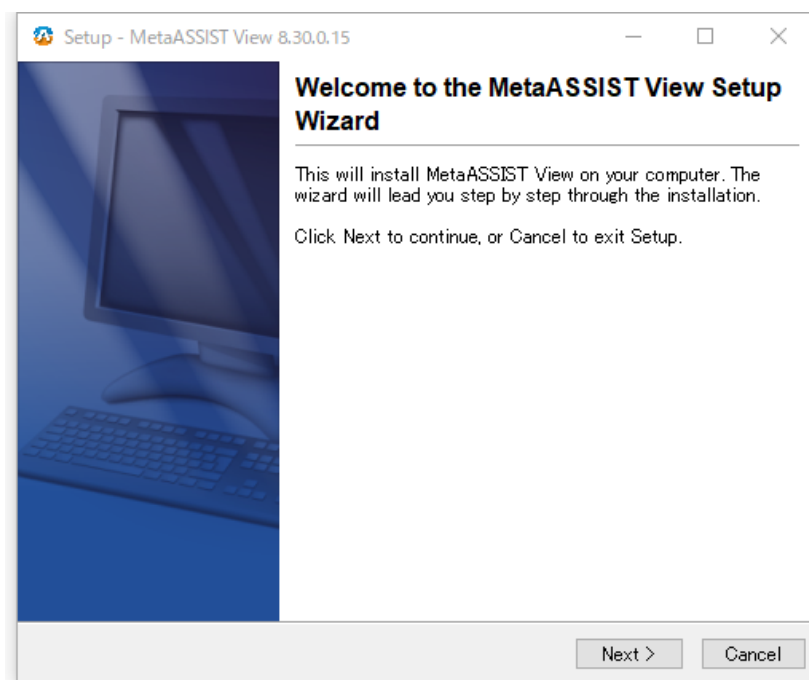 Setup - MetaASSIST View 8.30.0.15
Welcome to the MetaASSIST View Setup
Wizard
This will install MetaASSIST View on your computer. The
wizard will lead you step by step through the installation.
Click Next to continue, or Cancel to exit Setup.
Next >
Cancel